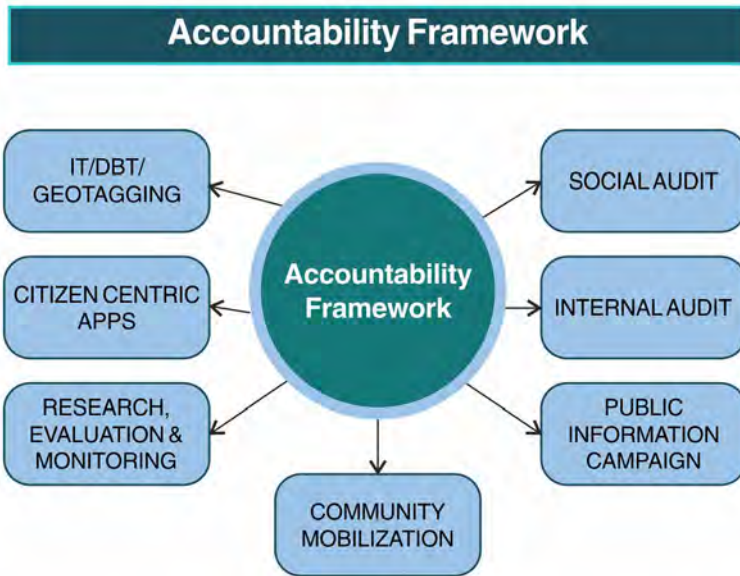 Accountability Framework
IT/DBT/
GEOTAGGING
SOCIAL AUDIT
Accountability
Framework
CITIZEN CENTRIC
APPS
INTERNAL AUDIT
RESEARCH,
EVALUATION &
MONITORING
PUBLIC
INFORMATION
CAMPAIGN
COMMUNITY
MOBILIZATION